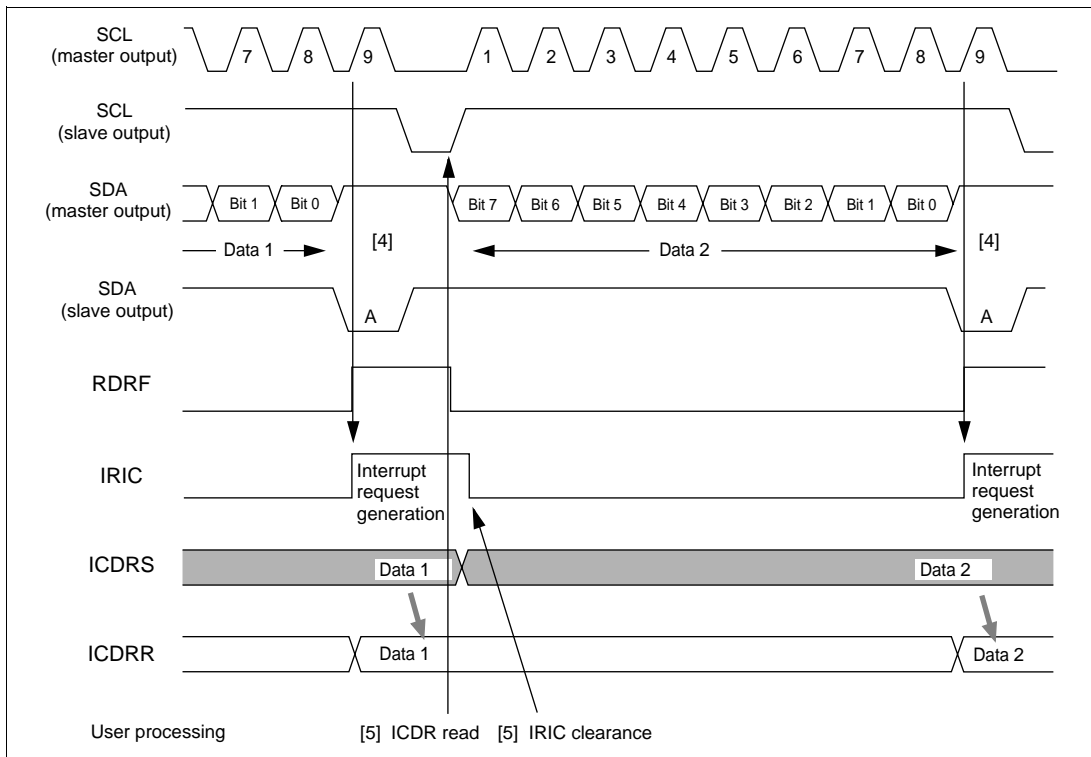 SCL
(master output)
7 8 9 1 2 3 4 5 6 7 8 9
SCL
(slave output)
SDA
(master output)
Bit 1 Bit 0 Bit 7 Bit 6 Bit 5 Bit 4 Bit 3 Bit 2 Bit 1 Bit 0
Data 1 [4] Data 2 [4]
SDA
(slave output)
A A
RDRF
IRIC
Interrupt
request
generation
Interrupt
request
generation
ICDRS
Data 1 Data 2
ICDRR
Data 1 Data 2
User processing [5] ICDR read [5] IRIC clearance